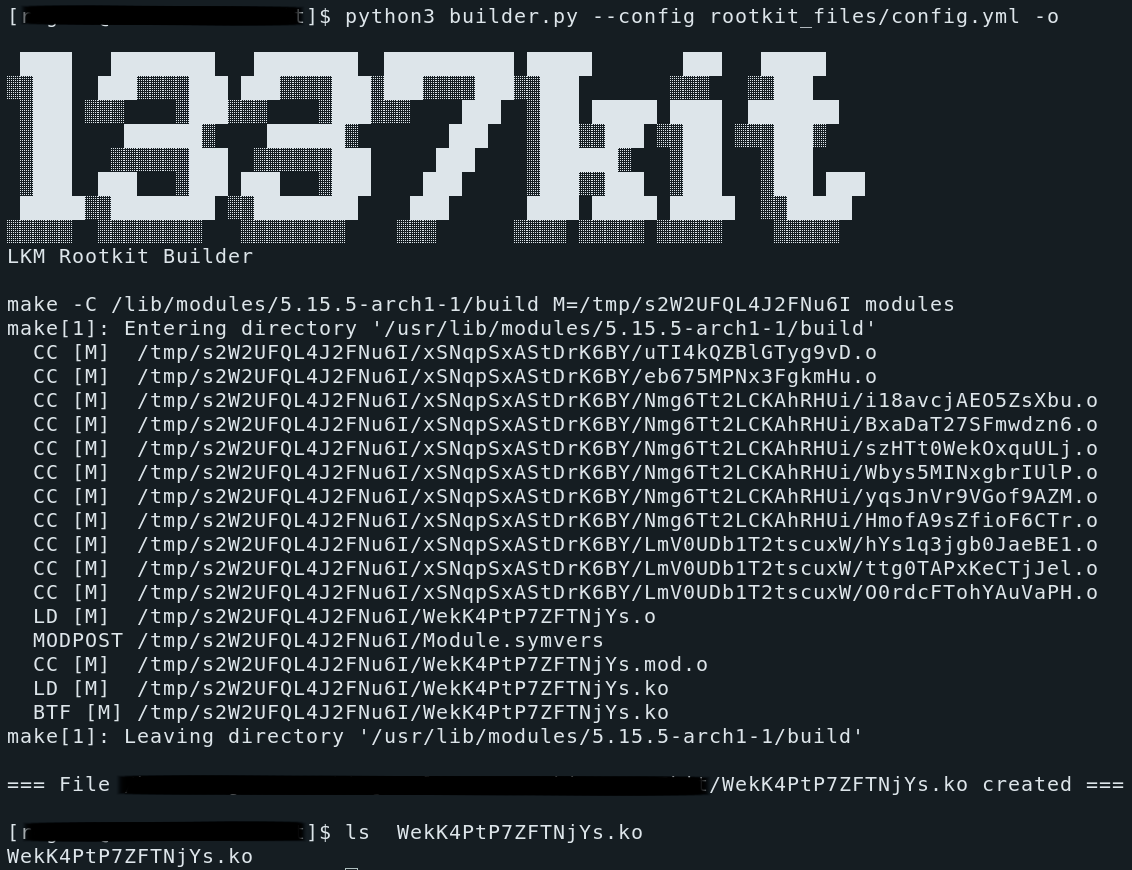 ]$ python3 builder.py --config rootkit_files/config.yml -o
1337kit
LKM Rootkit Builder
make -C /lib/modules/5.15.5-arch1-1/build M=/tmp/s2W2UFQL4J2FNu6I modules
make[1]: Entering directory '/usr/lib/modules/5.15.5-arch1-1/build'
CC [M] /tmp/s2W2UFQL4J2FNu6I/xSNqpSxAStDrK6BY/uTI4kQZBlGTyg9vD.o
CC [M] /tmp/s2W2UFQL4J2FNu6I/xSNqpSxAStDrK6BY/eb675MPNx3FgkmHu.o
CC [M] /tmp/s2W2UFQL4J2FNu6I/xSNqpSxAStDrK6BY/Nmg6Tt2LCKAhRHUi/i18avcjAEO5ZsXbu.o
CC [M] /tmp/s2W2UFQL4J2FNu6I/xSNqpSxAStDrK6BY/Nmg6Tt2LCKAhRHUi/BxaDaT27SFmwdzn6.o
CC [M] /tmp/s2W2UFQL4J2FNu6I/xSNqpSxAStDrK6BY/Nmg6Tt2LCKAhRHUi/szHTt0WekOxquULj.o
CC [M] /tmp/s2W2UFQL4J2FNu6I/xSNqpSxAStDrK6BY/Nmg6Tt2LCKAhRHUi/Wbys5MINxgbrIUlP.o
CC [M] /tmp/s2W2UFQL4J2FNu6I/xSNqpSxAStDrK6BY/Nmg6Tt2LCKAhRHUi/yqsJnVr9VGof9AZM.o
CC [M] /tmp/s2W2UFQL4J2FNu6I/xSNqpSxAStDrK6BY/Nmg6Tt2LCKAhRHUi/HmofA9sZfioF6CTr.o
CC [M] /tmp/s2W2UFQL4J2FNu6I/xSNqpSxAStDrK6BY/LmV0UDb1T2tscuxW/hYs1q3jgb0JaeBE1.o
CC [M] /tmp/s2W2UFQL4J2FNu6I/xSNqpSxAStDrK6BY/LmV0UDb1T2tscuxW/ttg0TAPxKeCTjJel.o
CC [M] /tmp/s2W2UFQL4J2FNu6I/xSNqpSxAStDrK6BY/LmV0UDb1T2tscuxW/O0rdcFTohYAuVaPH.o
LD [M] /tmp/s2W2UFQL4J2FNu6I/WekK4PtP7ZFTNjYs.o
MODPOST /tmp/s2W2UFQL4J2FNu6I/Module.symvers
CC [M] /tmp/s2W2UFQL4J2FNu6I/WekK4PtP7ZFTNjYs.mod.o
LD [M] /tmp/s2W2UFQL4J2FNu6I/WekK4PtP7ZFTNjYs.ko
BTF [M] /tmp/s2W2UFQL4J2FNu6I/WekK4PtP7ZFTNjYs.ko
make[1]: Leaving directory '/usr/lib/modules/5.15.5-arch1-1/build'
=== File /WekK4PtP7ZFTNjYs.ko created ===
]$ ls WekK4PtP7ZFTNjYs.ko
WekK4PtP7ZFTNjYs.ko